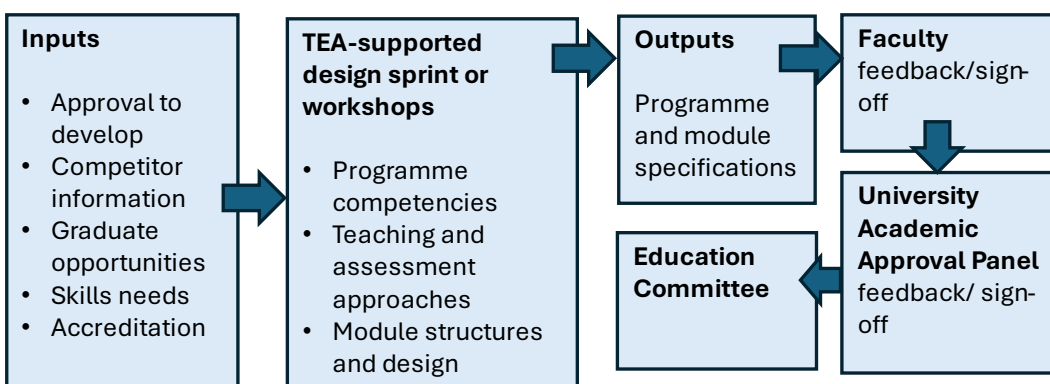 Inputs
• Approval to
develop
• Competitor
information
• Graduate
opportunities
• Skills needs
• Accreditation
TEA-supported
design sprint or
workshops
• Programme
competencies
• Teaching and
assessment
approaches
• Module structures
and design
Outputs
Programme
and module
specifications
Faculty
feedback/sign-
off
University
Academic
Approval Panel
feedback/ sign-
off
Education
Committee